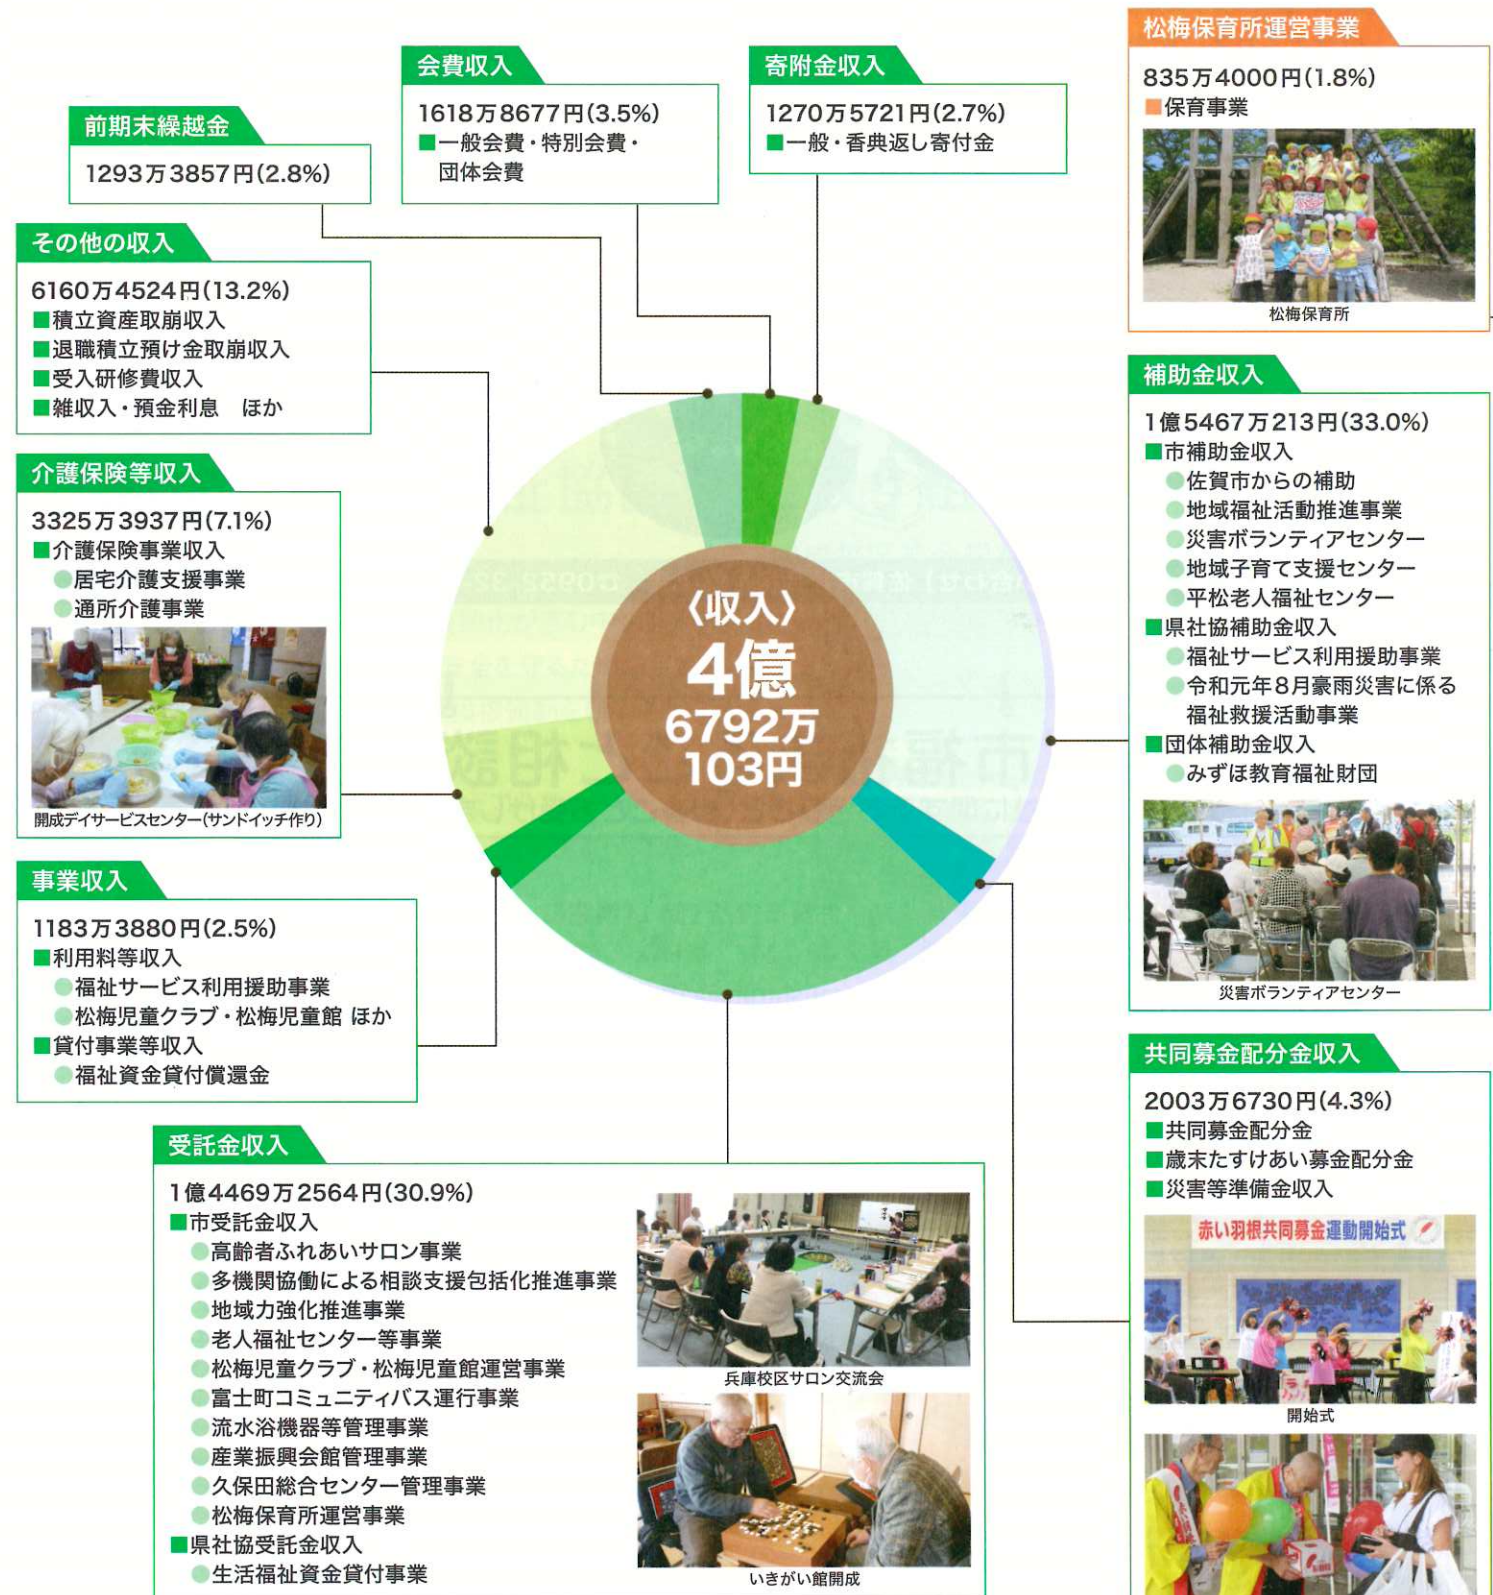 松梅保育所運営事業
835万4000円(1.8%)
■保育事業
松梅保育所
会費収入
1618万8677円(3.5%)
■一般会費・特別会費・
団体会費
寄附金収入
1270万5721円(2.7%)
■一般・香典返し寄付金
前期末繰越金
1293万3857円(2.8%)
その他の収入
6160万4524円(13.2%)
■積立資産取崩収入
■退職積立預け金取崩収入
■受入研修費収入
■雑収入・預金利息 ほか
介護保険等収入
3325万3937円(7.1%)
■介護保険事業収入
●居宅介護支援事業
●通所介護事業
開成デイサービスセンター(サンドイッチ作り)
〈収入〉
4億
6792万
103円
補助金収入
1億5467万213円(33.0%)
■市補助金収入
●佐賀市からの補助
●地域福祉活動推進事業
●災害ボランティアセンター
●地域子育て支援センター
●平松老人福祉センター
■県社協補助金収入
●福祉サービス利用援助事業
●令和元年8月豪雨災害に係る
福祉救援活動事業
■団体補助金収入
●みずほ教育福祉財団
災害ボランティアセンター
事業収入
1183万3880円(2.5%)
■利用料等収入
●福祉サービス利用援助事業
●松梅児童クラブ・松梅児童館 ほか
■貸付事業等収入
●福祉資金貸付償還金
受託金収入
1億4469万2564円(30.9%)
■市受託金収入
●高齢者ふれあいサロン事業
●多機関協働による相談支援包括化推進事業
●地域力強化推進事業
●老人福祉センター等事業
●松梅児童クラブ・松梅児童館運営事業
●富士町コミュニティバス運行事業
●流水浴機器等管理事業
●産業振興会館管理事業
●久保田総合センター管理事業
●松梅保育所運営事業
■県社協受託金収入
●生活福祉資金貸付事業
兵庫校区サロン交流会
いきがい館開成
共同募金配分金収入
2003万6730円(4.3%)
■共同募金配分金
■歳末たすけあい募金配分金
■災害等準備金収入
赤い羽根共同募金運動開始式
開始式